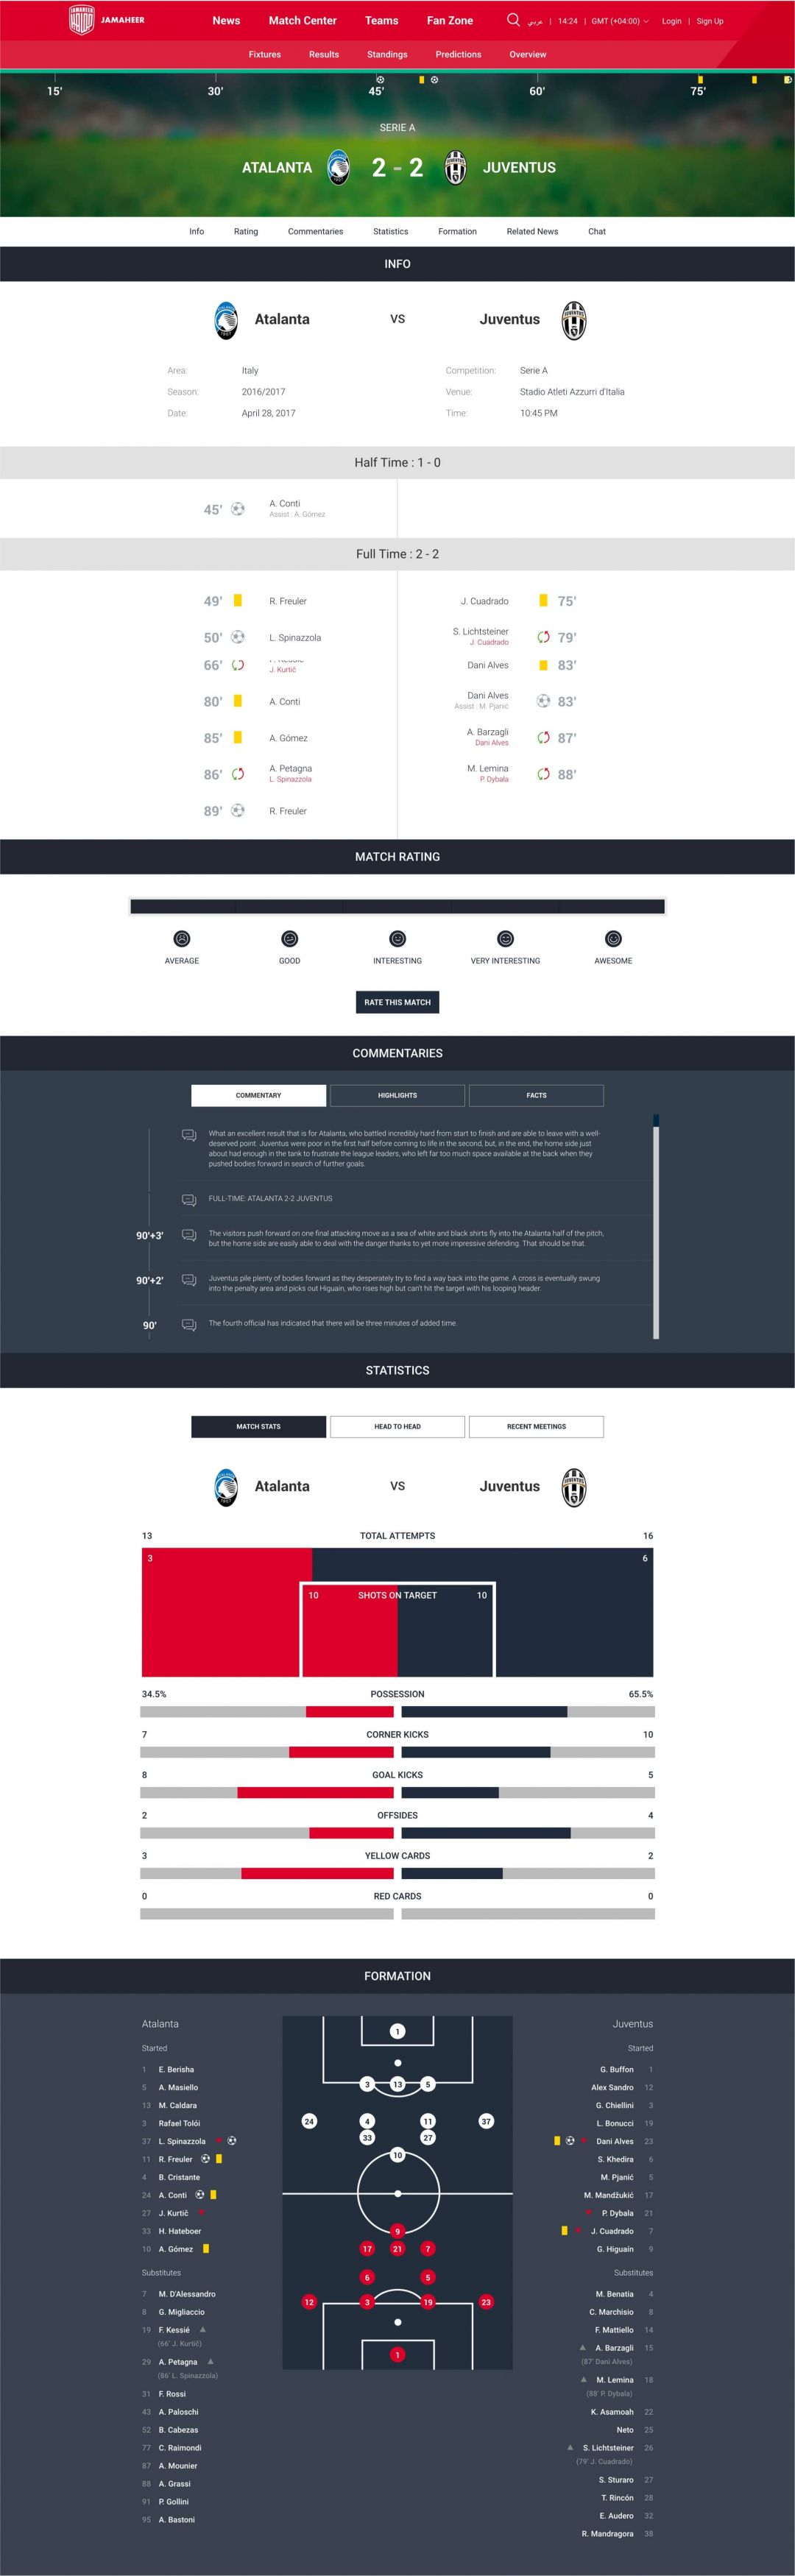 JAMAHEER
News Match Center Teams Fan Zone عربي | 14:24 | GMT (+04:00) Login | Sign Up
Fixtures Results Standings Predictions Overview
15' 30' 45' 60' 75'
SERIE A
ATALANTA 2 - 2 JUVENTUS
Info Rating Commentaries Statistics Formation Related News Chat
INFO
Atalanta VS Juventus
Area: Italy Competition: Serie A
Season: 2016/2017 Venue: Stadio Atleti Azzurri d'Italia
Date: April 28, 2017 Time: 10:45 PM
Half Time : 1 - 0
45' A. Conti
Assist : A. Gómez
Full Time : 2 - 2
49' R. Freuler J. Cuadrado 75'
50' L. Spinazzola S. Lichtsteiner 79'
J. Cuadrado
66' J. Kurtič Dani Alves 83'
80' A. Conti Dani Alves 83'
Assist : M. Pjanić
85' A. Gómez A. Barzagli 87'
Dani Alves
86' A. Petagna M. Lemina 88'
L. Spinazzola P. Dybala
89' R. Freuler
MATCH RATING
AVERAGE GOOD INTERESTING VERY INTERESTING AWESOME
RATE THIS MATCH
COMMENTARIES
COMMENTARY HIGHLIGHTS FACTS
What an excellent result that is for Atalanta, who battled incredibly hard from start to finish and are able to leave with a well-
deserved point. Juventus were poor in the first half before coming to life in the second, but, in the end, the home side just
about had enough in the tank to frustrate the league leaders, who left far too much space available at the back when they
pushed bodies forward in search of further goals.
FULL-TIME: ATALANTA 2-2 JUVENTUS
90'+3' The visitors push forward on one final attacking move as a sea of white and black shirts fly into the Atalanta half of the pitch,
but the home side are easily able to deal with the danger thanks to yet more impressive defending. That should be that.
90'+2' Juventus pile plenty of bodies forward as they desperately try to find a way back into the game. A cross is eventually swung
into the penalty area and picks out Higuain, who rises high but can't hit the target with his looping header.
90' The fourth official has indicated that there will be three minutes of added time.
STATISTICS
MATCH STATS HEAD TO HEAD RECENT MEETINGS
Atalanta VS Juventus
13 TOTAL ATTEMPTS 16
3 6
10 SHOTS ON TARGET 10
34.5% POSSESSION 65.5%
7 CORNER KICKS 10
8 GOAL KICKS 5
2 OFFSIDES 4
3 YELLOW CARDS 2
0 RED CARDS 0
FORMATION
Atalanta
Started
1 E. Berisha
5 A. Masiello
13 M. Caldara
3 Rafael Tolói
37 L. Spinazzola
11 R. Freuler
4 B. Cristante
24 A. Conti
27 J. Kurtič
33 H. Hateboer
10 A. Gómez
Substitutes
7 M. D'Alessandro
8 G. Migliaccio
19 F. Kessié
(66' J. Kurtič)
29 A. Petagna
(86' L. Spinazzola)
31 F. Rossi
43 A. Paloschi
52 B. Cabezas
77 C. Raimondi
87 A. Mounier
88 A. Grassi
91 P. Gollini
95 A. Bastoni
1
3 13 5
24 4 11 37
33 27
10
9
17 21 7
6 5
12 3 19 23
1
Juventus
Started
G. Buffon 1
Alex Sandro 12
G. Chiellini 3
L. Bonucci 19
Dani Alves 23
S. Khedira 6
M. Pjanić 5
M. Mandžukić 17
P. Dybala 21
J. Cuadrado 7
G. Higuaín 9
Substitutes
M. Benatia 4
C. Marchisio 8
F. Mattiello 14
A. Barzagli 15
(87' Dani Alves)
M. Lemina 18
(88' P. Dybala)
K. Asamoah 22
Neto 25
S. Lichtsteiner 26
(79' J. Cuadrado)
S. Sturaro 27
T. Rincón 28
E. Audero 32
R. Mandragora 38